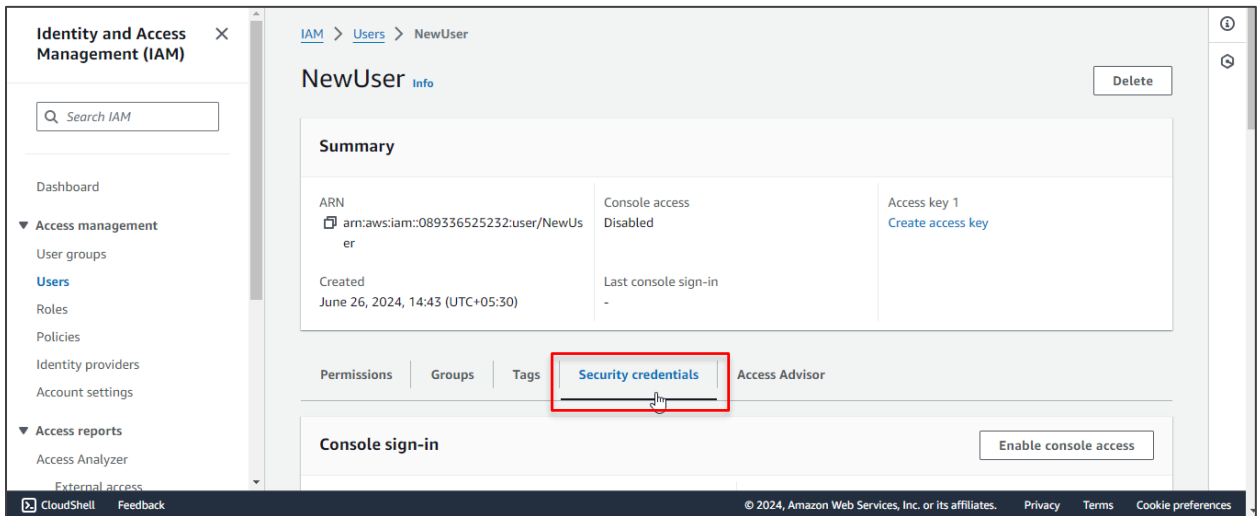 Identity and Access
Management (IAM)
Search IAM
Dashboard
Access management
User groups
Users
Roles
Policies
Identity providers
Account settings
Access reports
Access Analyzer
External access
IAM > Users > NewUser
NewUser Info
Delete
Summary
ARN
arn:aws:iam::089336525232:user/NewUs
er
Created
June 26, 2024, 14:43 (UTC+05:30)
Console access
Disabled
Last console sign-in
-
Access key 1
Create access key
Permissions Groups Tags Security credentials Access Advisor
Console sign-in
Enable console access
CloudShell Feedback © 2024, Amazon Web Services, Inc. or its affiliates. Privacy Terms Cookie preferences